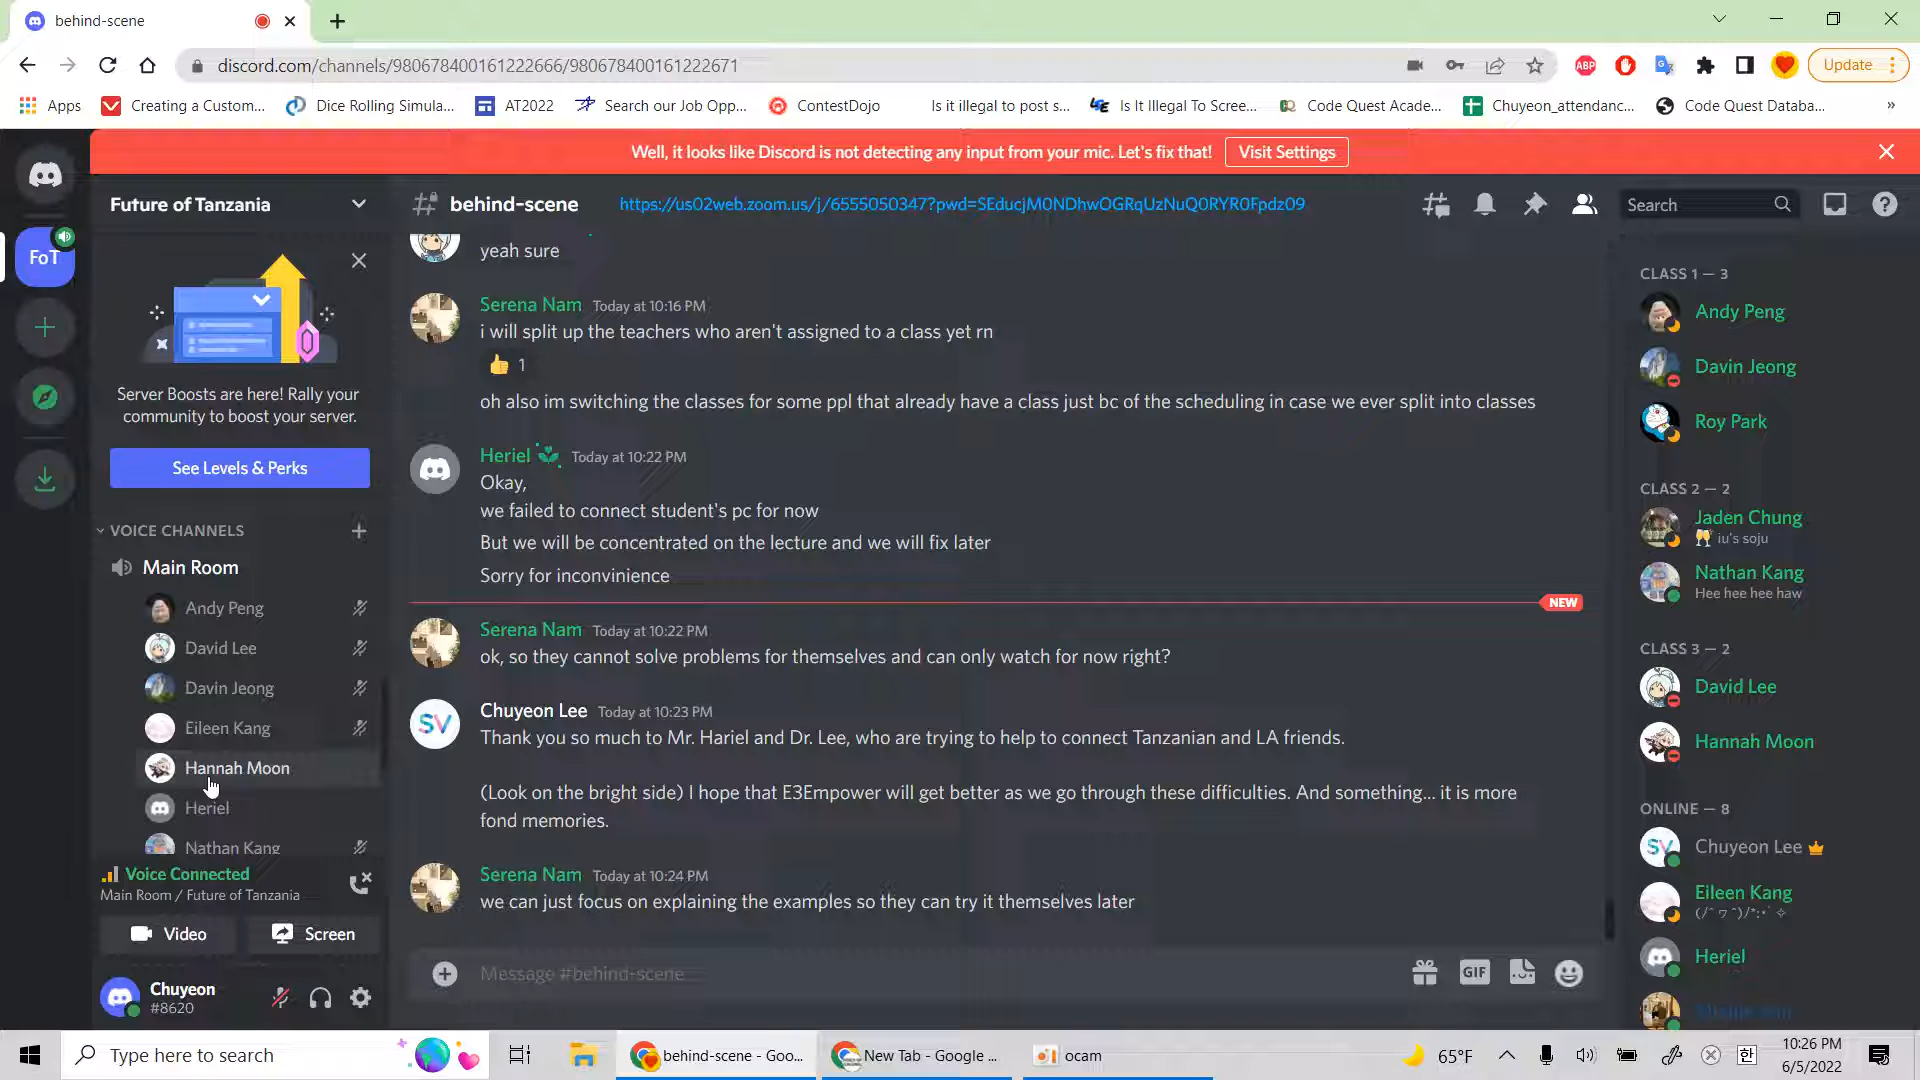 behind-scene
discord.com/channels/980678400161222666/980678400161222671
Update
Apps
Creating a Custom...
Dice Rolling Simula...
AT2022
Search our Job Opp...
ContestDojo
Is it illegal to post s...
Is It Illegal To Scree...
Code Quest Acade...
Chuyeon_attendanc...
Code Quest Databa...
»
Well, it looks like Discord is not detecting any input from your mic. Let's fix that!
Visit Settings
Future of Tanzania
behind-scene
https://us02web.zoom.us/j/6555050347?pwd=SEducjM0NDhwOGRqUzNuQ0RYR0Fpdz09
Search
FoT
Server Boosts are here! Rally your
community to boost your server.
See Levels & Perks
VOICE CHANNELS
Main Room
Andy Peng
David Lee
Davin Jeong
Eileen Kang
Hannah Moon
Heriel
Nathan Kang
Voice Connected
Main Room / Future of Tanzania
Video
Screen
Chuyeon
#8620
yeah sure
Serena Nam Today at 10:16 PM
i will split up the teachers who aren't assigned to a class yet rn
1
oh also im switching the classes for some ppl that already have a class just bc of the scheduling in case we ever split into classes
Heriel Today at 10:22 PM
Okay,
we failed to connect student's pc for now
But we will be concentrated on the lecture and we will fix later
Sorry for inconvinience
NEW
Serena Nam Today at 10:22 PM
ok, so they cannot solve problems for themselves and can only watch for now right?
SV
Chuyeon Lee Today at 10:23 PM
Thank you so much to Mr. Hariel and Dr. Lee, who are trying to help to connect Tanzanian and LA friends.
(Look on the bright side) I hope that E3Empower will get better as we go through these difficulties. And something... it is more
fond memories.
Serena Nam Today at 10:24 PM
we can just focus on explaining the examples so they can try it themselves later
Message #behind-scene
GIF
CLASS 1 — 3
Andy Peng
Davin Jeong
Roy Park
CLASS 2 — 2
Jaden Chung
iu's soju
Nathan Kang
Hee hee hee haw
CLASS 3 — 2
David Lee
Hannah Moon
ONLINE — 8
SV
Chuyeon Lee
Eileen Kang
Heriel
Type here to search
behind-scene - Goo...
New Tab - Google ...
ocam
65°F
한
10:26 PM
6/5/2022
ABP